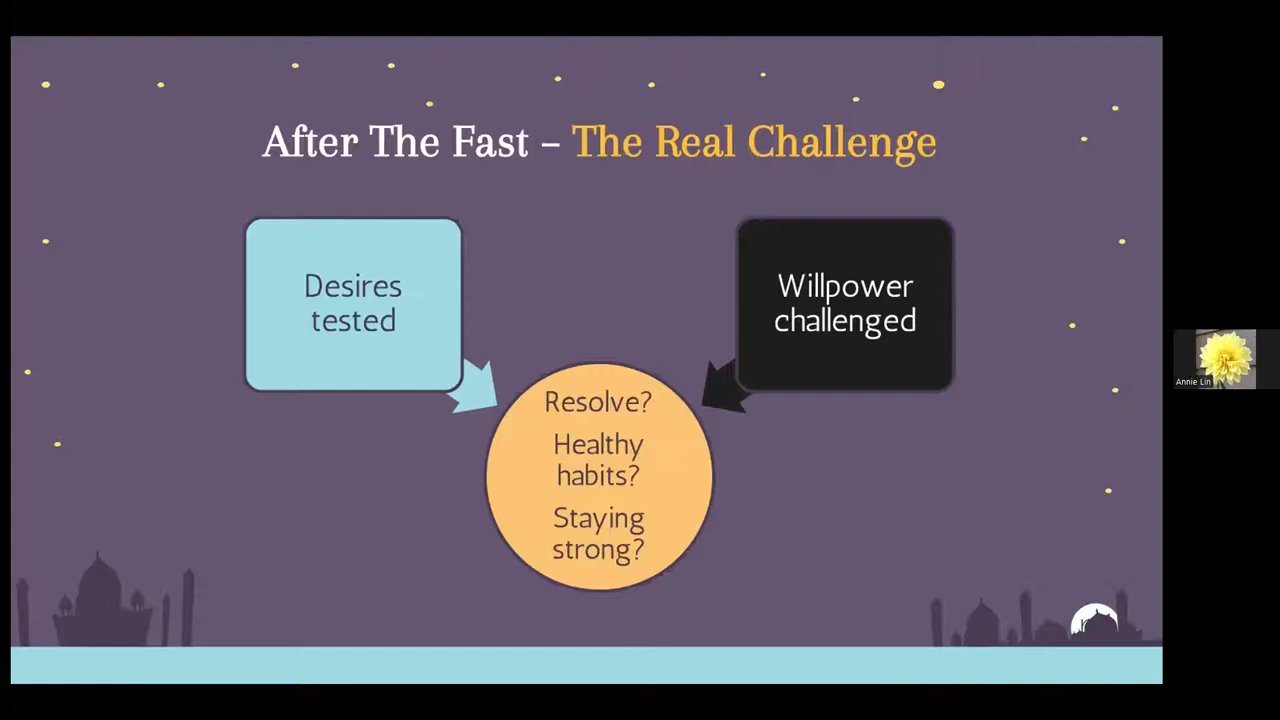 After The Fast – The Real Challenge
Desires
tested
Willpower
challenged
Resolve?
Healthy
habits?
Staying
strong?
Annie Lin